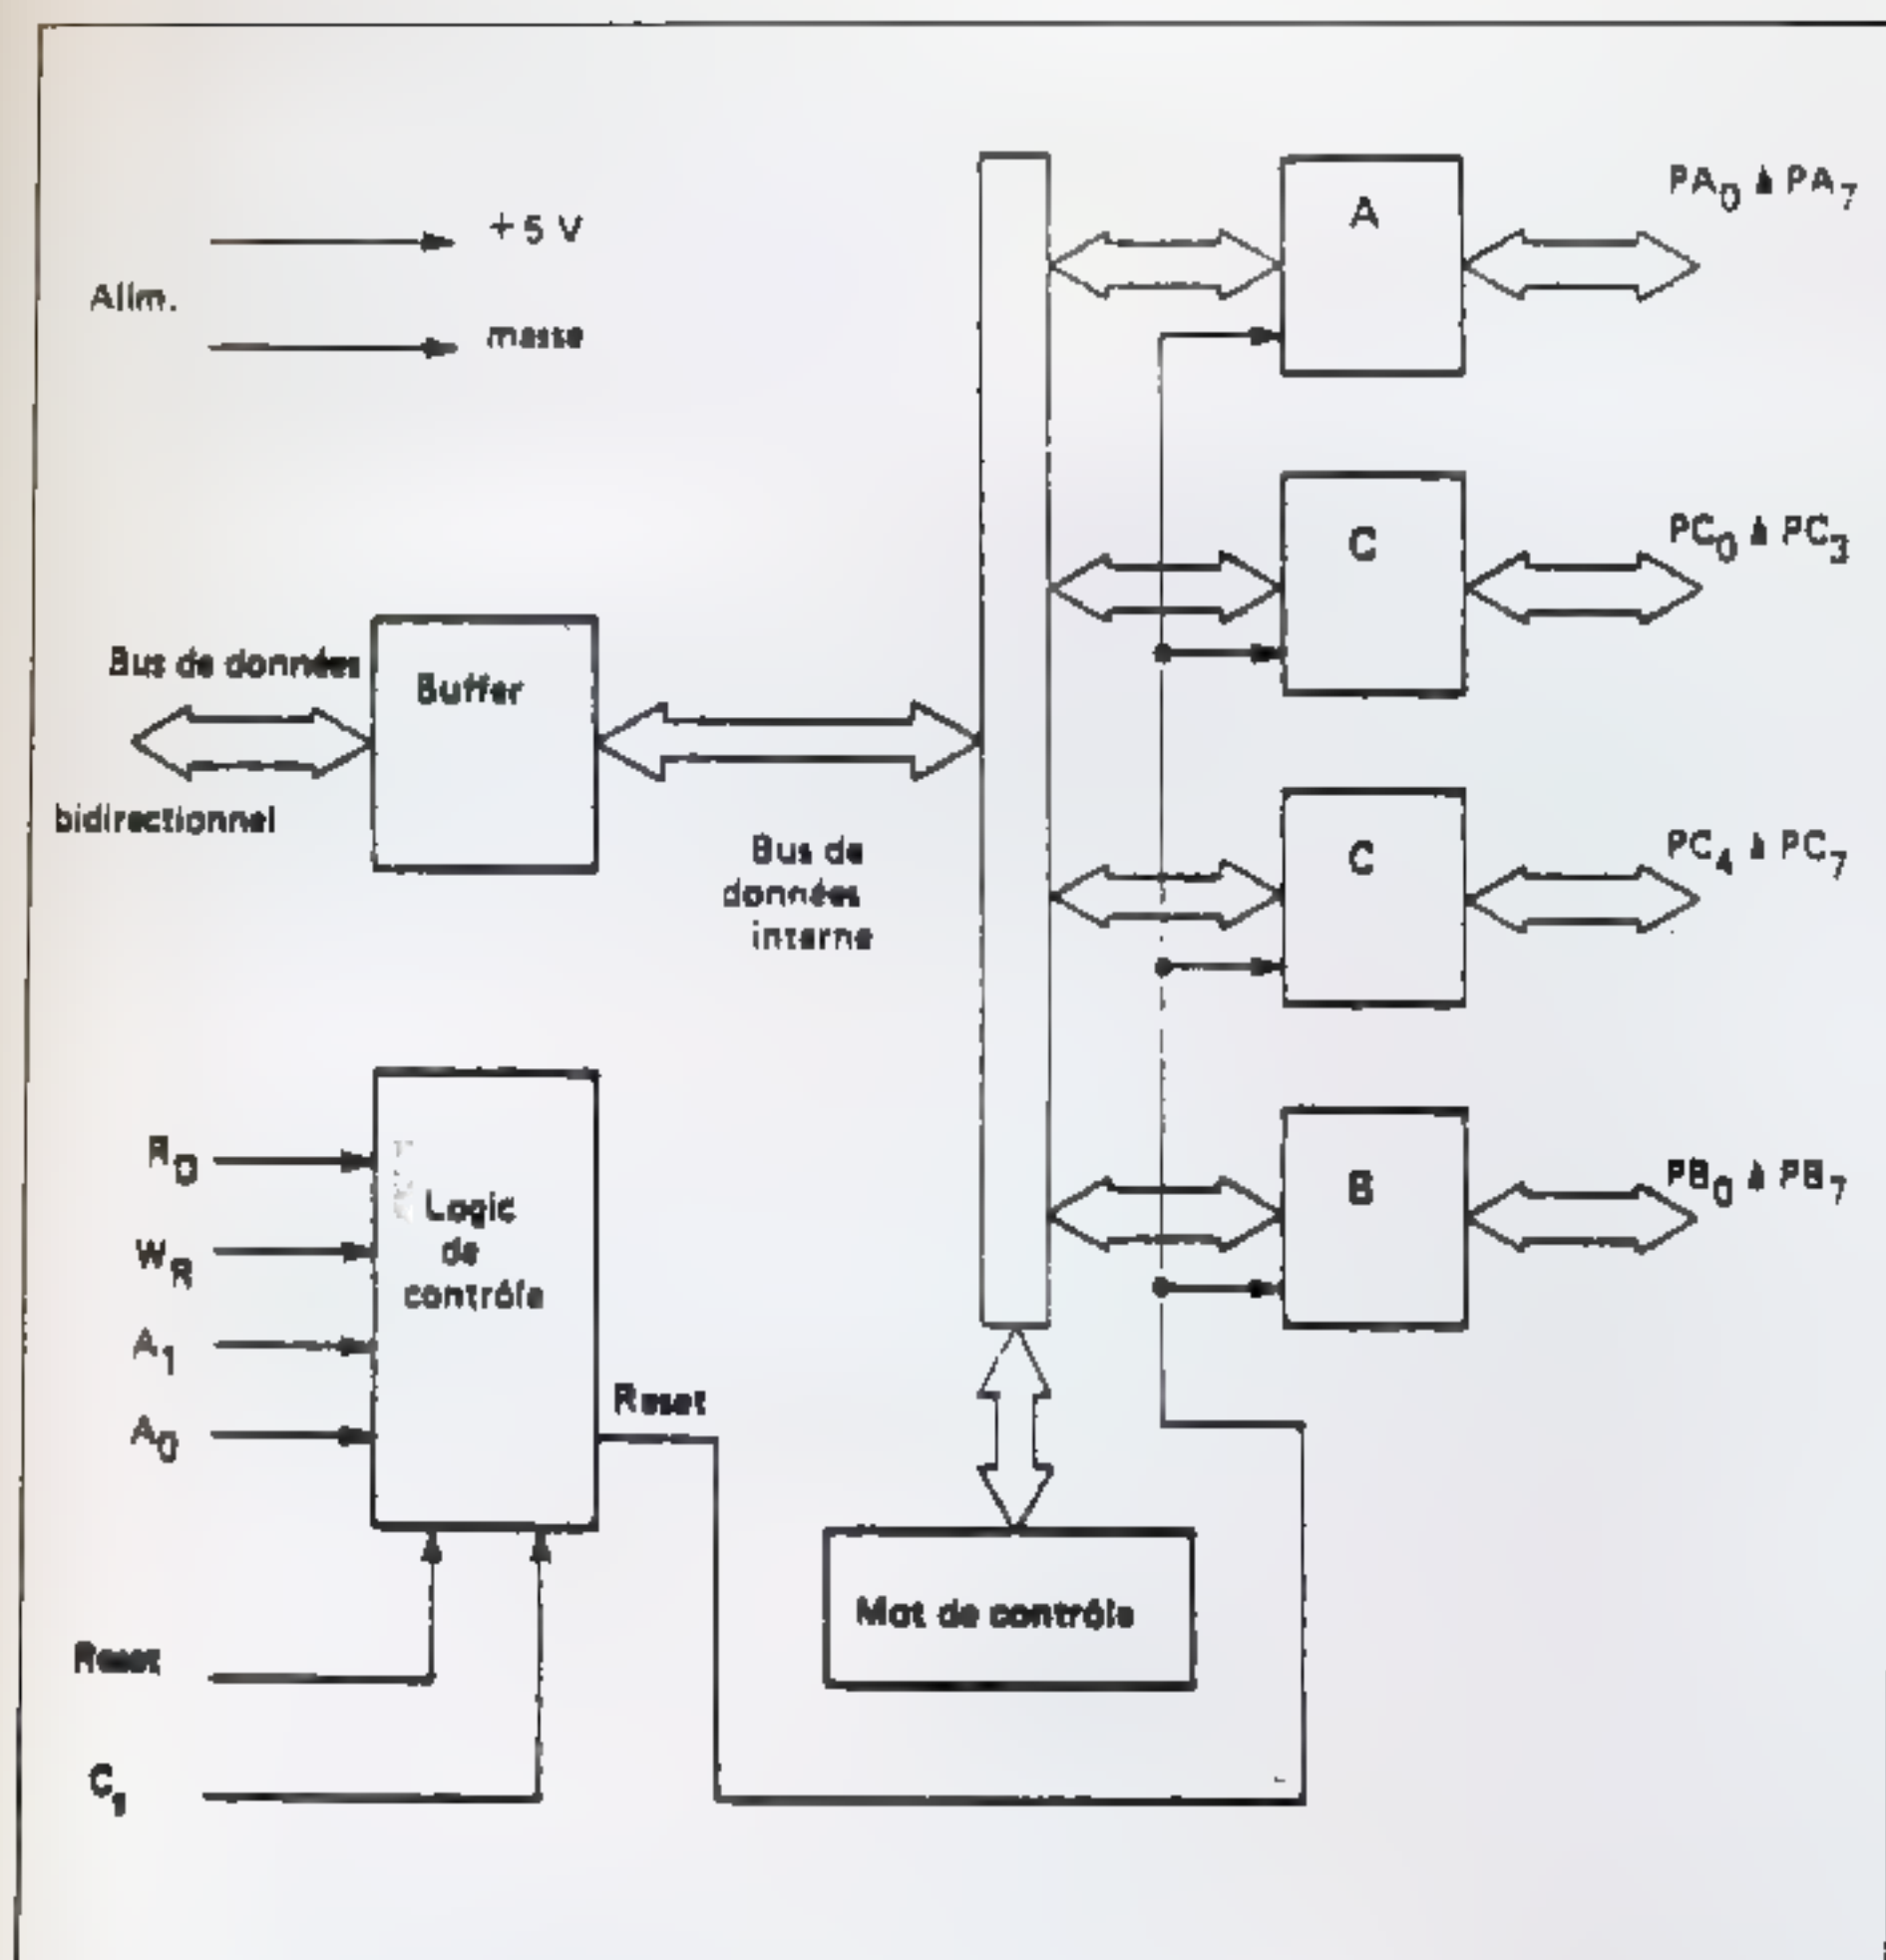 +5 V
Alim.
masse
A
PA0 à PA7
C
PC0 à PC3
Bus de données
Buffer
bidirectionnel
Bus de
données
interne
C
PC4 à PC7
RD
Logic
de
contrôle
WR
A1
A0
Reset
B
PB0 à PB7
Mot de contrôle
Reset